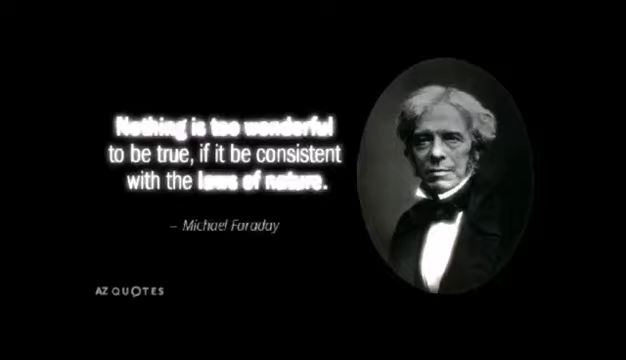 Nothing is too wonderful
to be true, if it be consistent
with the laws of nature.
– Michael Faraday
AZ QUOTES